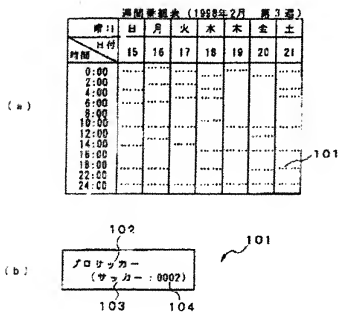 週間番組表 (1998年2月 第3週)
曜日 日 月 火 水 木 金 土
日付
時間 15 16 17 18 19 20 21
(a)
0:00
2:00
4:00
6:00
8:00
10:00
12:00
14:00
16:00
18:00
22:00
24:00
101
102
101
(b)
プロサッカー
(サッカー:0002)
103 104